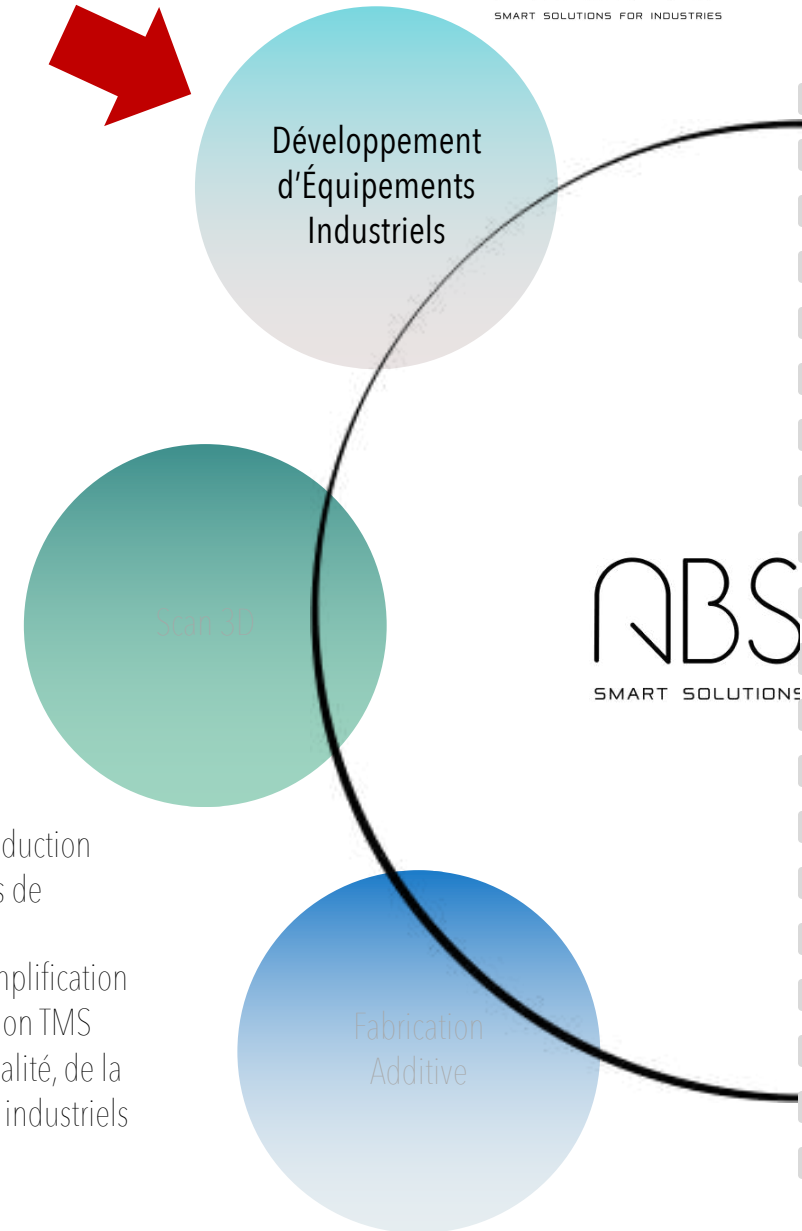 SMART SOLUTIONS FOR INDUSTRIES
Développement
d’Équipements
Industriels
Scan 3D
ABS
SMART SOLUTIONS
duction
s de
nplification
on TMS
alité, de la
industriels
Fabrication
Additive